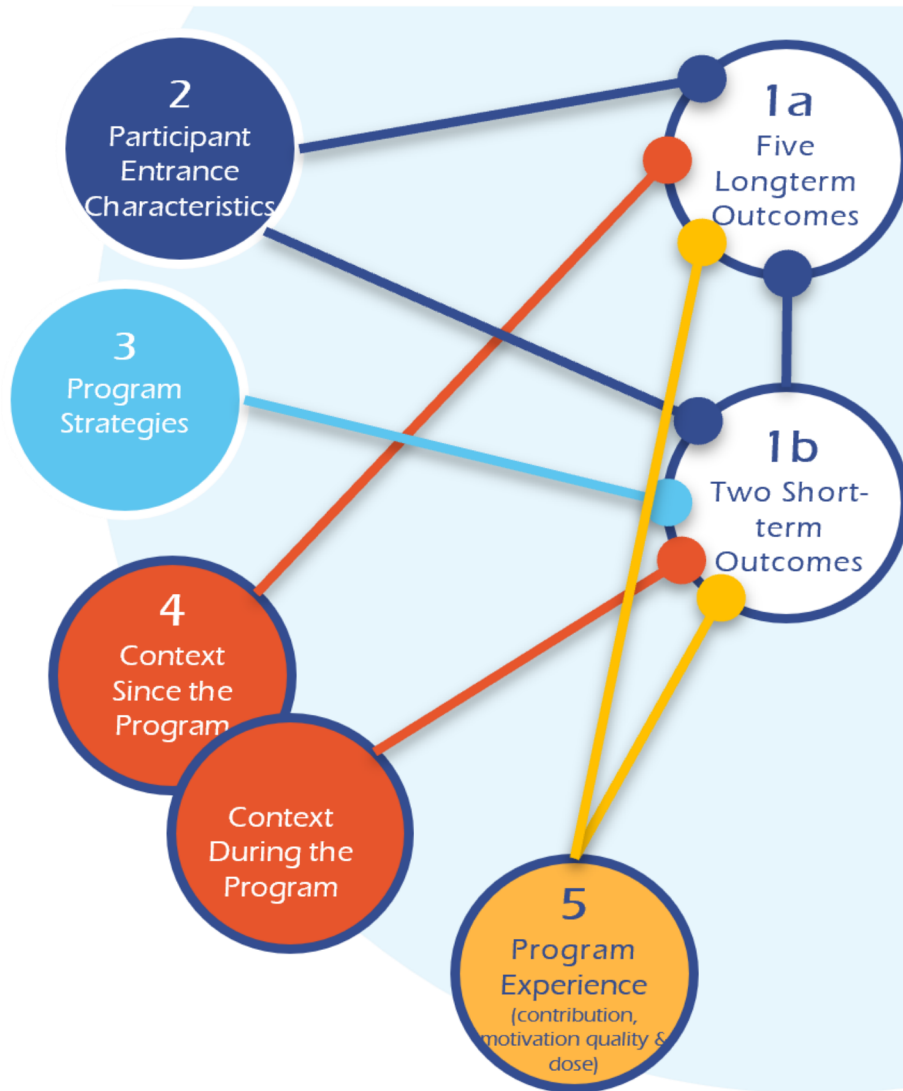 2
Participant
Entrance
Characteristics
1a
Five
Longterm
Outcomes
3
Program
Strategies
1b
Two Short-
term
Outcomes
4
Context
Since the
Program
Context
During the
Program
5
Program
Experience
(contribution,
motivation quality &
dose)